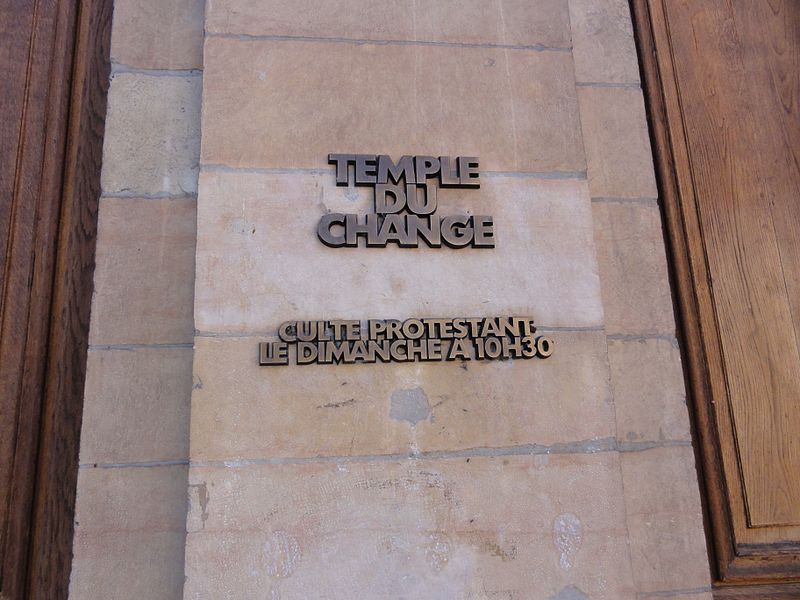 TEMPLE
DU
CHANGE
CULTE PROTESTANT
LE DIMANCHE A 10H30